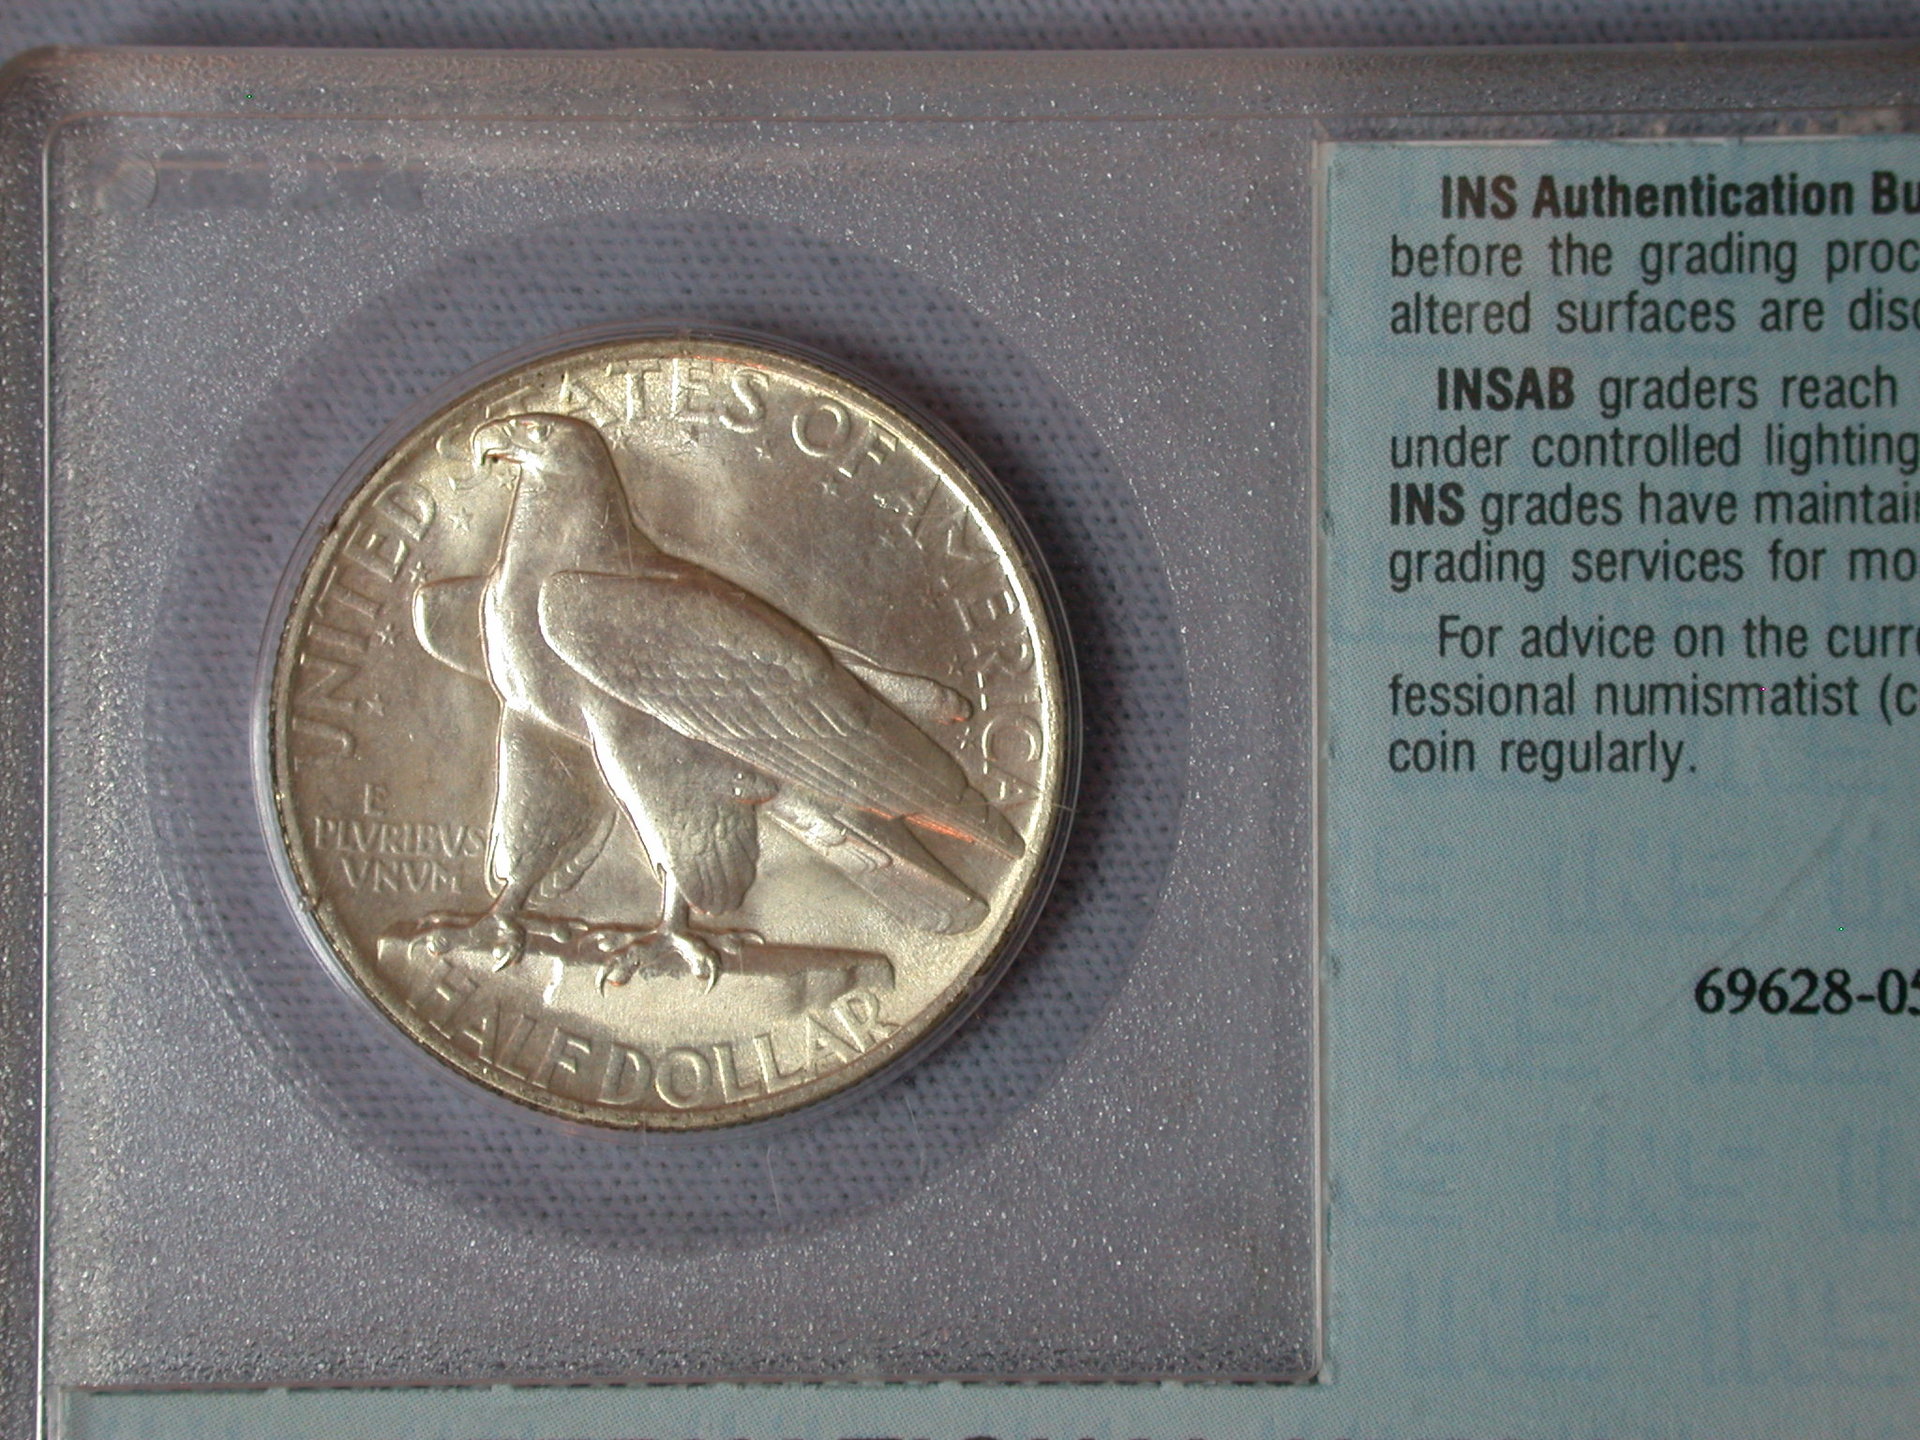 UNITED STATES OF AMERICA
E
PLVRIBVS
VNVM
HALF DOLLAR
INS Authentication Bu
before the grading proc
altered surfaces are disc
INSAB graders reach
under controlled lighting
INS grades have maintain
grading services for mo
For advice on the curre
fessional numismatist (c
coin regularly.
69628-05